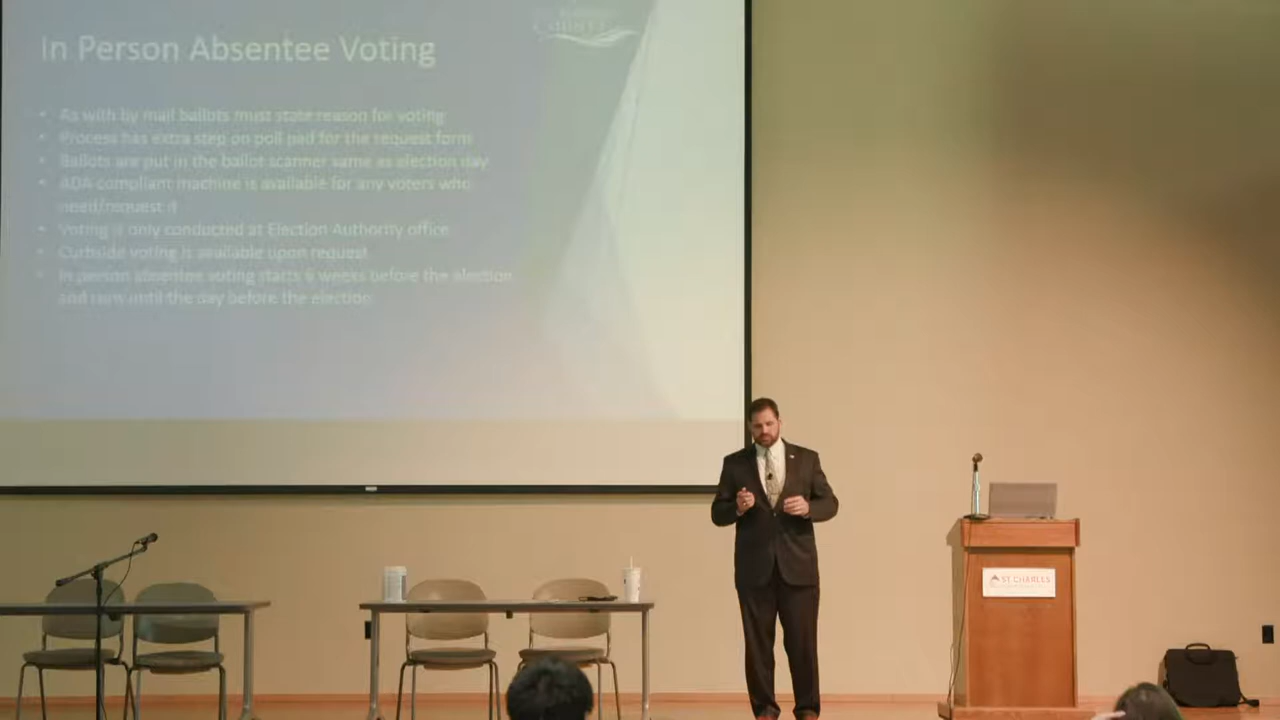 In Person Absentee Voting
• As with by mail ballots must state reason for voting
• Process has extra step on poll pad for the request form
• Ballots are put in the ballot scanner same as election day
• ADA compliant machine is available for any voters who
need/request it
• Voting is only conducted at Election Authority office
• Curbside voting is available upon request
• In person absentee voting starts 6 weeks before the election
and runs until the day before the election
ST CHARLES